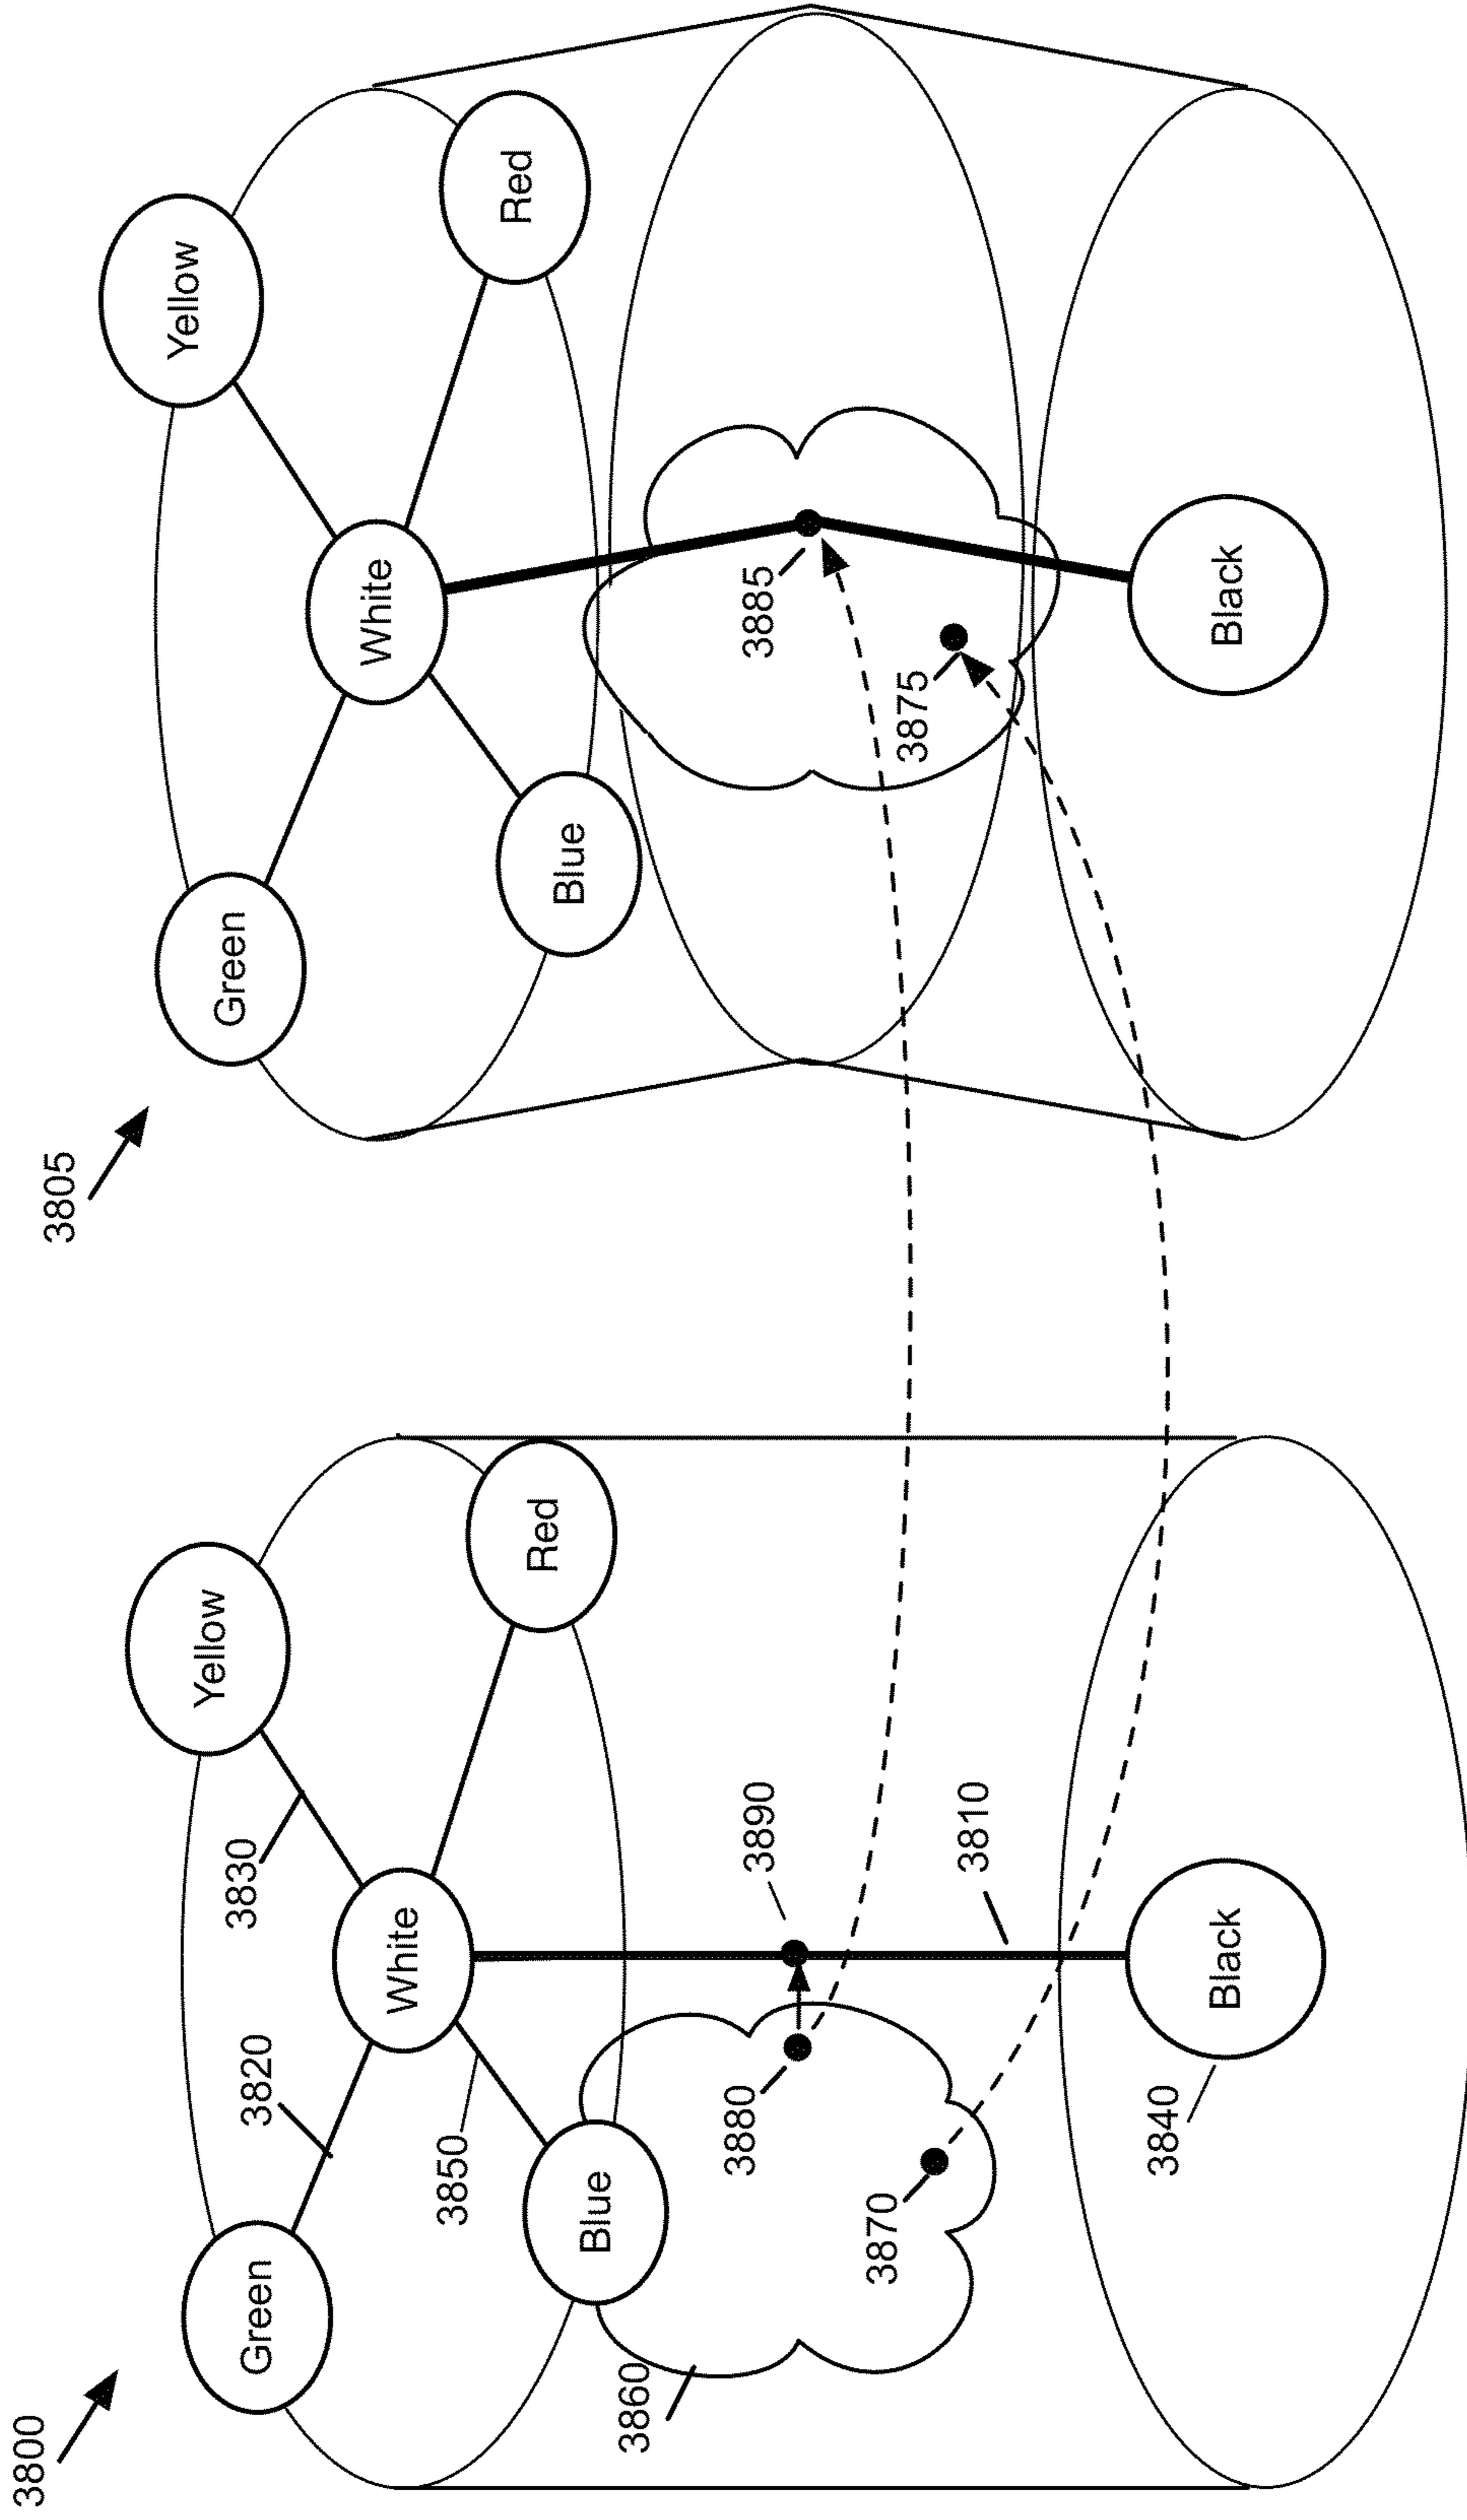 3800
Green
3820
3830
Yellow
White
3850
Blue
Red
3860
3880
3890
3870
3810
3840
Black
3805
Green
Yellow
White
Blue
Red
3885
3875
Black